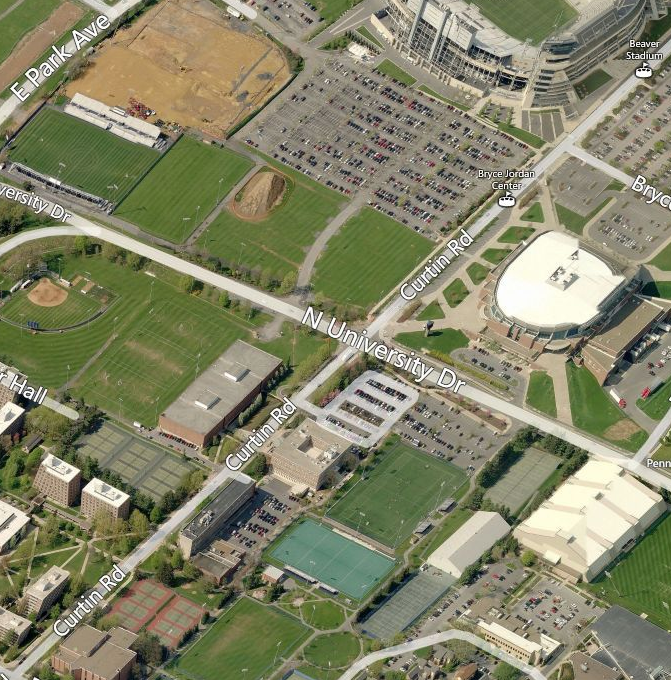 E Park Ave
Beaver
Stadium
Bryce Jordan
Center
Bryc
versity Dr
Curtin Rd
N University Dr
r Hall
Curtin Rd
Penn
Curtin Rd